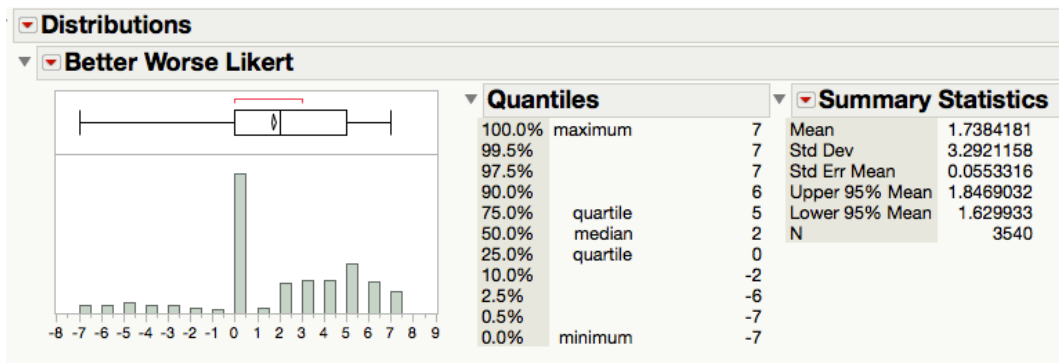 Distributions
Better Worse Likert
-8 -7 -6 -5 -4 -3 -2 -1 0 1 2 3 4 5 6 7 8 9
Quantiles
100.0% maximum 7
99.5% 7
97.5% 7
90.0% 6
75.0% quartile 5
50.0% median 2
25.0% quartile 0
10.0% -2
2.5% -6
0.5% -7
0.0% minimum -7
Summary Statistics
Mean 1.7384181
Std Dev 3.2921158
Std Err Mean 0.0553316
Upper 95% Mean 1.8469032
Lower 95% Mean 1.629933
N 3540